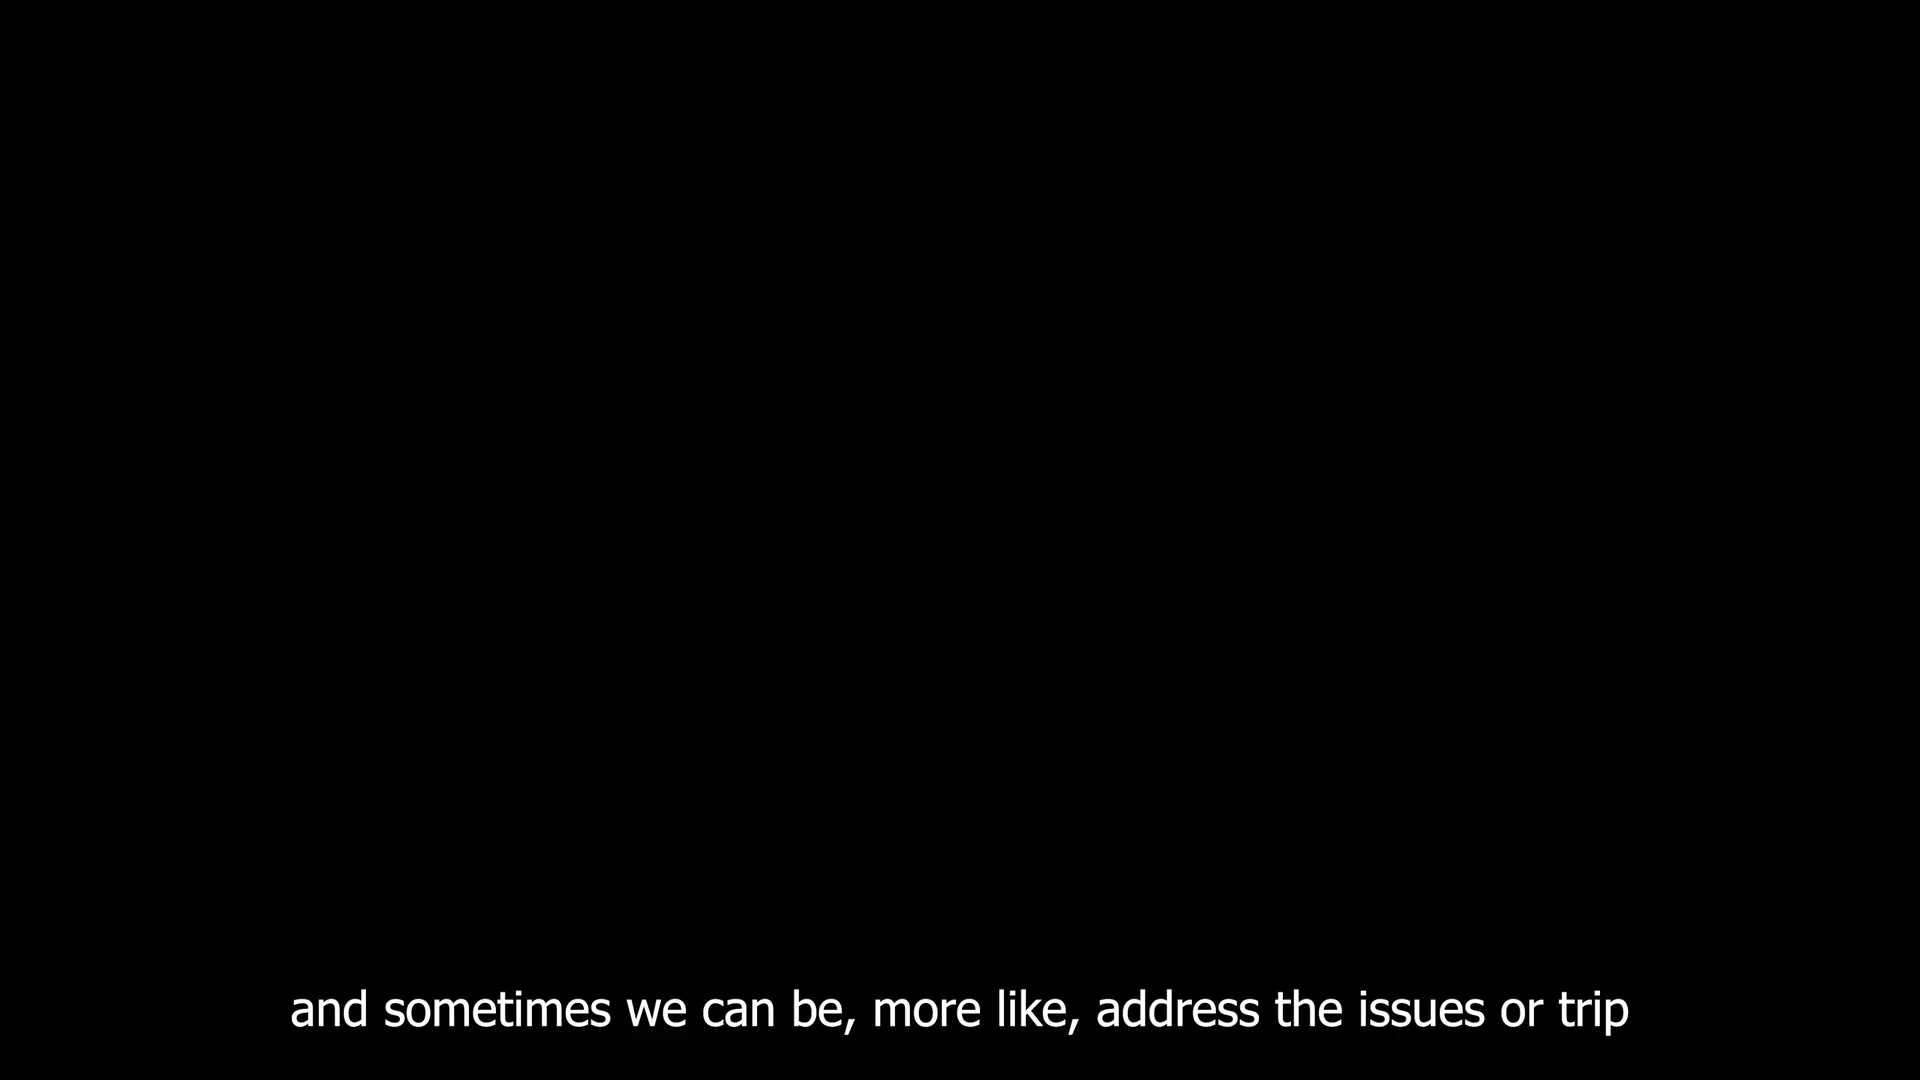 and sometimes we can be, more like, address the issues or trip